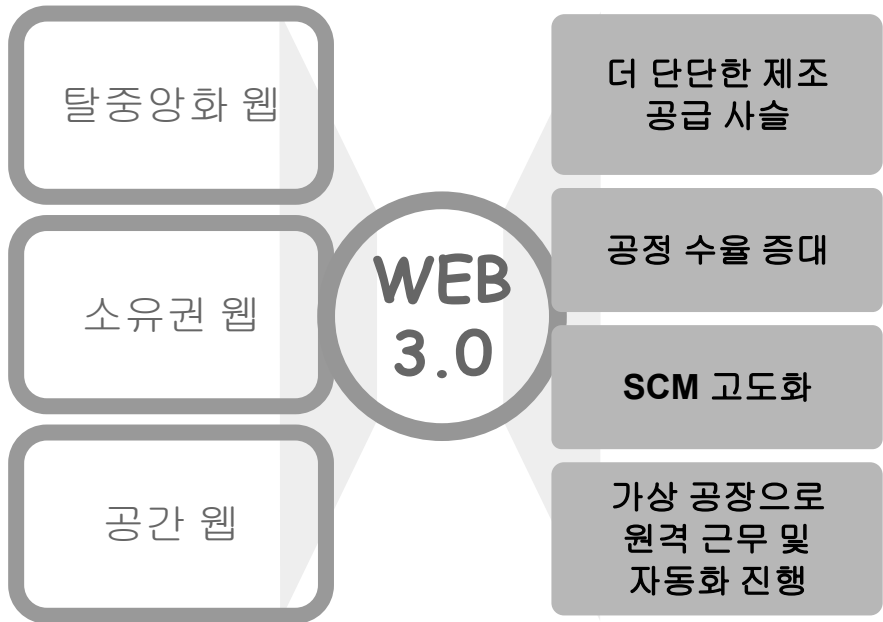 탈중앙화 웹
소유권 웹
공간 웹
WEB
3.0
더 단단한 제조
공급 사슬
공정 수율 증대
SCM 고도화
가상 공장으로
원격 근무 및
자동화 진행